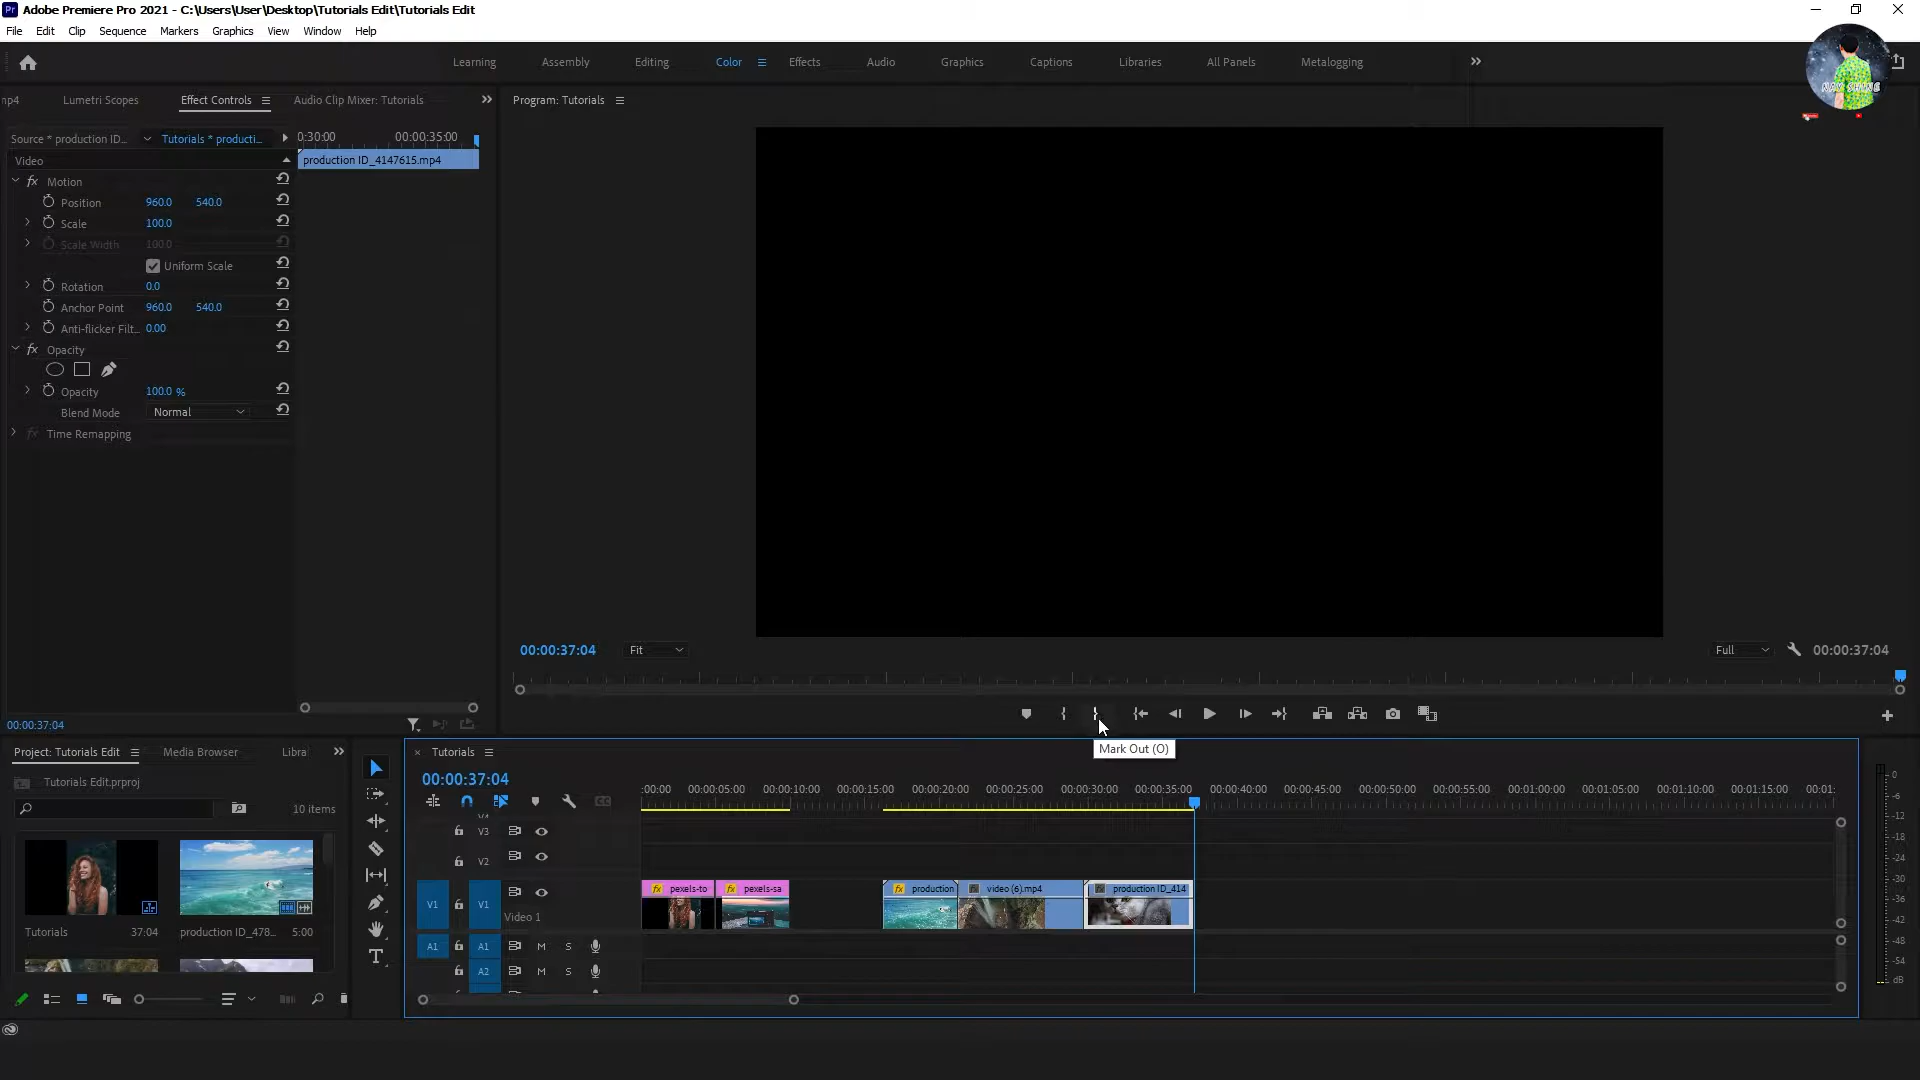 Adobe Premiere Pro 2021 - C:\Users\User\Desktop\Tutorials Edit\Tutorials Edit
File Edit Clip Sequence Markers Graphics View Window Help
Learning Assembly Editing Color Effects Audio Graphics Captions Libraries All Panels Metalogging
NAY SHINE
np4 Lumetri Scopes Effect Controls Audio Clip Mixer: Tutorials
Program: Tutorials
Source * production ID... Tutorials * producti...
0:30:00 00:00:35:00
Video
production ID_4147615.mp4
fx Motion
Position 960.0 540.0
Scale 100.0
Scale Width 100.0
Uniform Scale
Rotation 0.0
Anchor Point 960.0 540.0
Anti-flicker Filt... 0.00
fx Opacity
Opacity 100.0 %
Blend Mode Normal
fx Time Remapping
00:00:37:04 Fit Full 00:00:37:04
00:00:37:04
Mark Out (O)
Project: Tutorials Edit Media Browser Libra
Tutorials Edit.prproj
10 items
Tutorials 37:04
production ID_478... 5:00
Tutorials
00:00:37:04
:00:00 00:00:05:00 00:00:10:00 00:00:15:00 00:00:20:00 00:00:25:00 00:00:30:00 00:00:35:00 00:00:40:00 00:00:45:00 00:00:50:00 00:00:55:00 00:01:00:00 00:01:05:00 00:01:10:00 00:01:15:00 00:01:
V3
V2
V1 V1 Video 1
fx pexels-to fx pexels-sa fx production fx video (6).mp4 fx production ID_414
A1 A1 M S
A2 M S
0
-6
-12
-18
-24
-30
-36
-42
-48
-54
dB